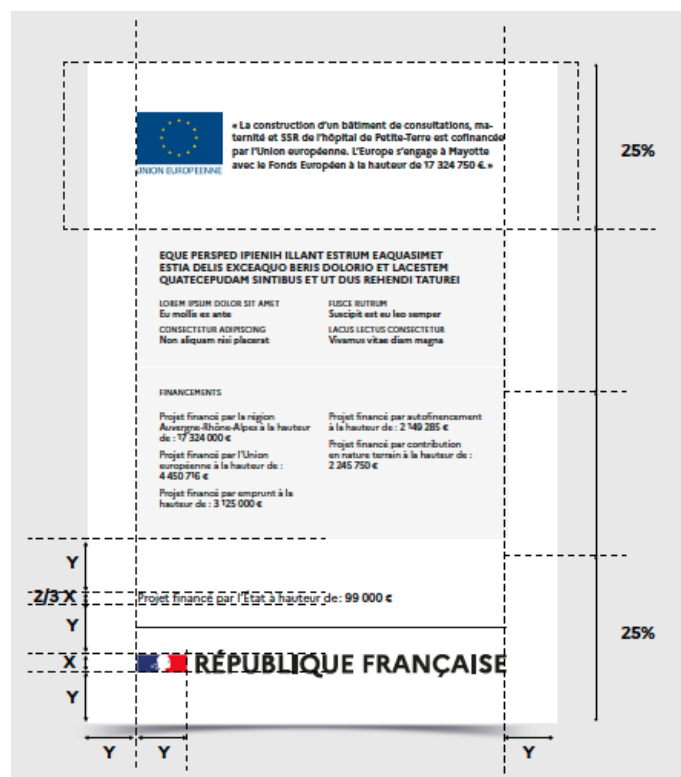 « La construction d'un bâtiment de consultations, ma-
ternité et SSR de l'hôpital de Petite-Terre est cofinancée
par l'Union européenne. L'Europe s'engage à Mayotte
avec le Fonds Européen à la hauteur de 17 324 750 €. »
UNION EUROPEENNE
25%
EQUE PERSPED IPIENIH ILLANT ESTRUM EAQUASIMET
ESTIA DELIS EXCEAQUO BERIS DOLORIO ET LACESTEM
QUATECEPUDAM SINTIBUS ET UT DUS REHENDI TATUREI
LOREM IPSUM DOLOR SIT AMET
Eu mollis ex ante
CONSECTETUR ADIPISCING
Non aliquam nisi placerat
FUSCE RUTRUM
Suscipit est eu leo semper
LACUS LECTUS CONSECTETUR
Vivamus vitae diam magna
FINANCEMENTS
Projet financé par la région
Auvergne-Rhône-Alpes à la hauteur
de : 17 324 000 €
Projet financé par l'Union
européenne à la hauteur de :
4 450 716 €
Projet financé par emprunt à la
hauteur de : 3 125 000 €
Projet financé par autofinancement
à la hauteur de : 2 149 285 €
Projet financé par contribution
en nature terrain à la hauteur de :
2 245 750 €
Y
2/3 X
Projet financé par l'État à hauteur de : 99 000 €
Y
25%
X
RÉPUBLIQUE FRANÇAISE
Y
Y
Y
Y